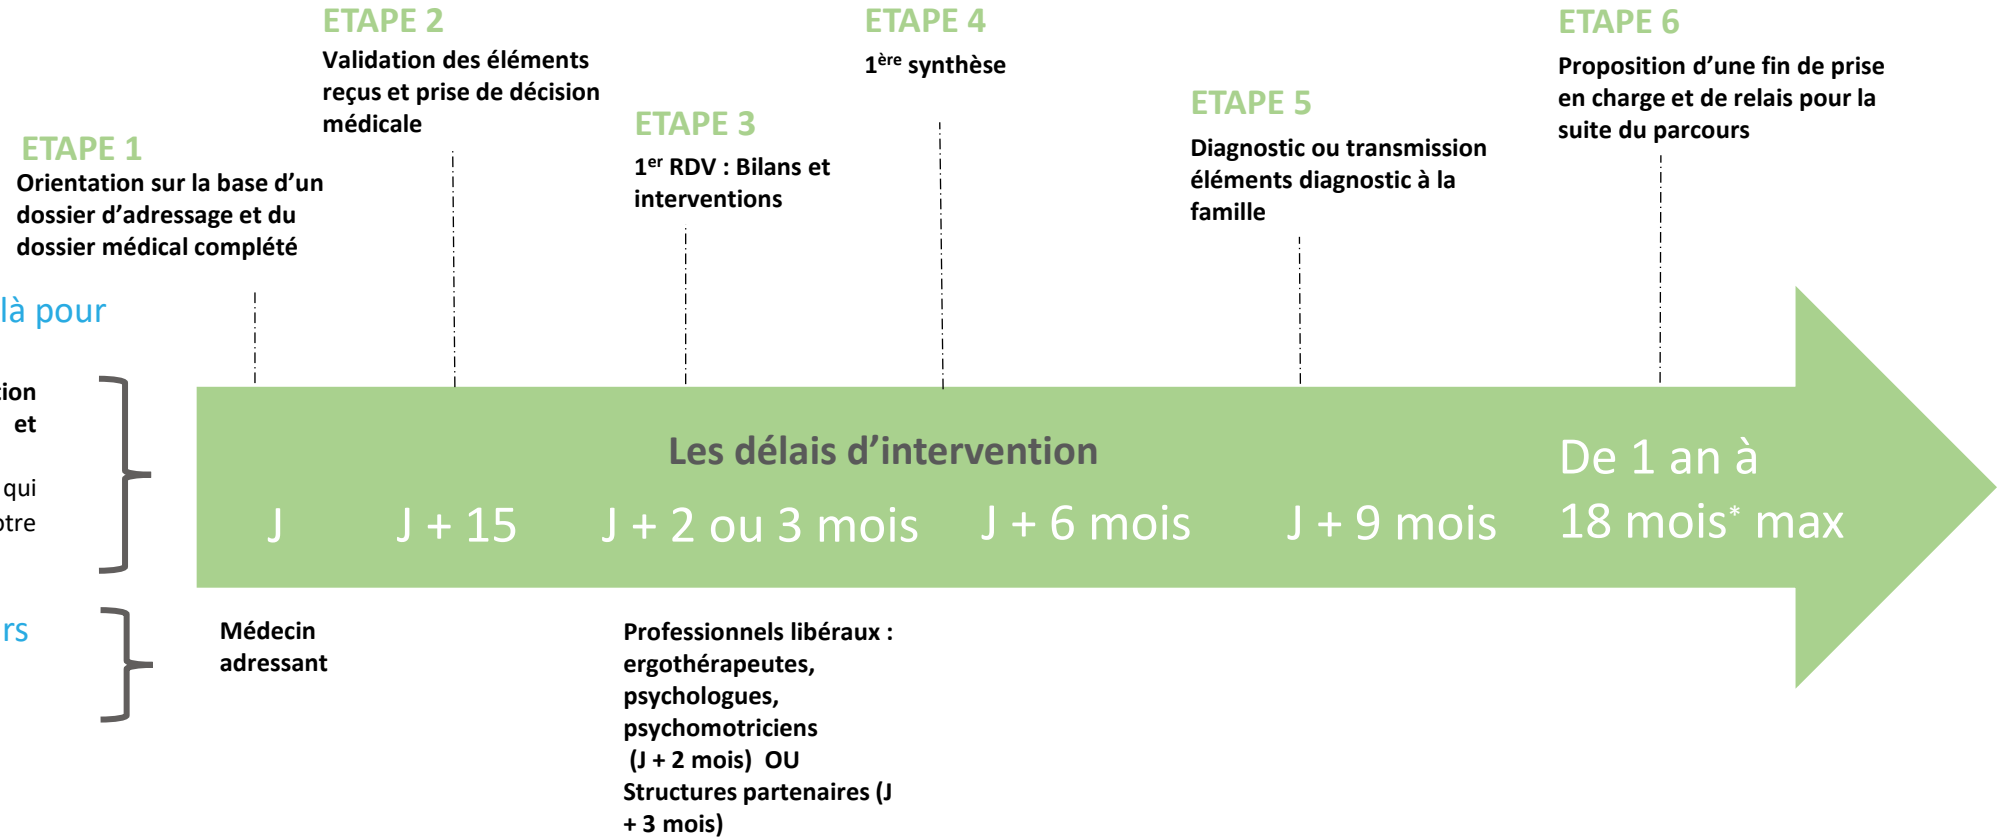 ETAPE 1
Orientation sur la base d’un
dossier d’adressage et du
dossier médical complété
ETAPE 2
Validation des éléments
reçus et prise de décision
médicale
ETAPE 3
1er RDV : Bilans et
interventions
ETAPE 4
1ère synthèse
ETAPE 5
Diagnostic ou transmission
éléments diagnostic à la
famille
ETAPE 6
Proposition d’une fin de prise
en charge et de relais pour la
suite du parcours
là pour
tion
et
qui
otre
rs
Les délais d’intervention
J
J + 15
J + 2 ou 3 mois
J + 6 mois
J + 9 mois
De 1 an à
18 mois* max
Médecin
adressant
Professionnels libéraux :
ergothérapeutes,
psychologues,
psychomotriciens
(J + 2 mois) OU
Structures partenaires (J
+ 3 mois)